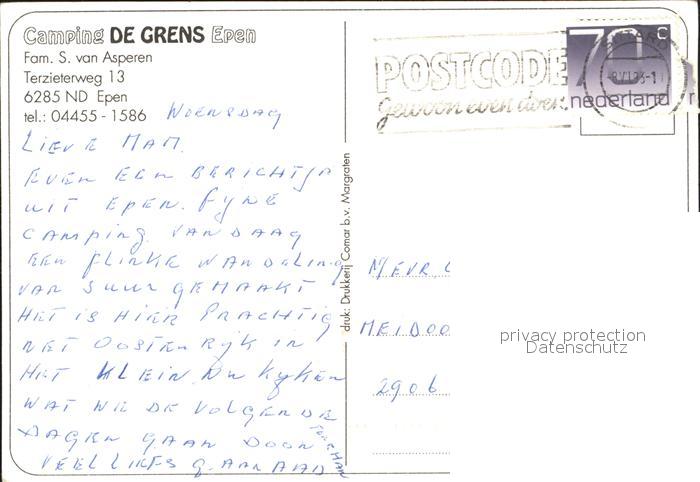 Camping DE GRENS Epen
Fam. S. van Asperen
Terzieterweg 13
6285 ND Epen
tel.: 04455 - 1586
WOENSDAG
LIEVE MAM.
EVEN EEN BERICHTJE
UIT EPEN. FIJNE
CAMPING. VANDAAG
EEN FLINKE WANDELING
VAN 5 UUR GEMAAKT
HET IS HIER PRACHTIG
NET OOSTENRIJK IN
HET KLEIN. NU KIJKEN
WAT WE DE VOLGENDE
DAGEN GAAN DOEN
VEEL LIEFS
druk: Drukkerij Comar b.v. Margraten
POSTCODE
gewoon even doen.
70 c
nederland
MEVR
MEIDOO
2906
privacy protection
Datenschutz